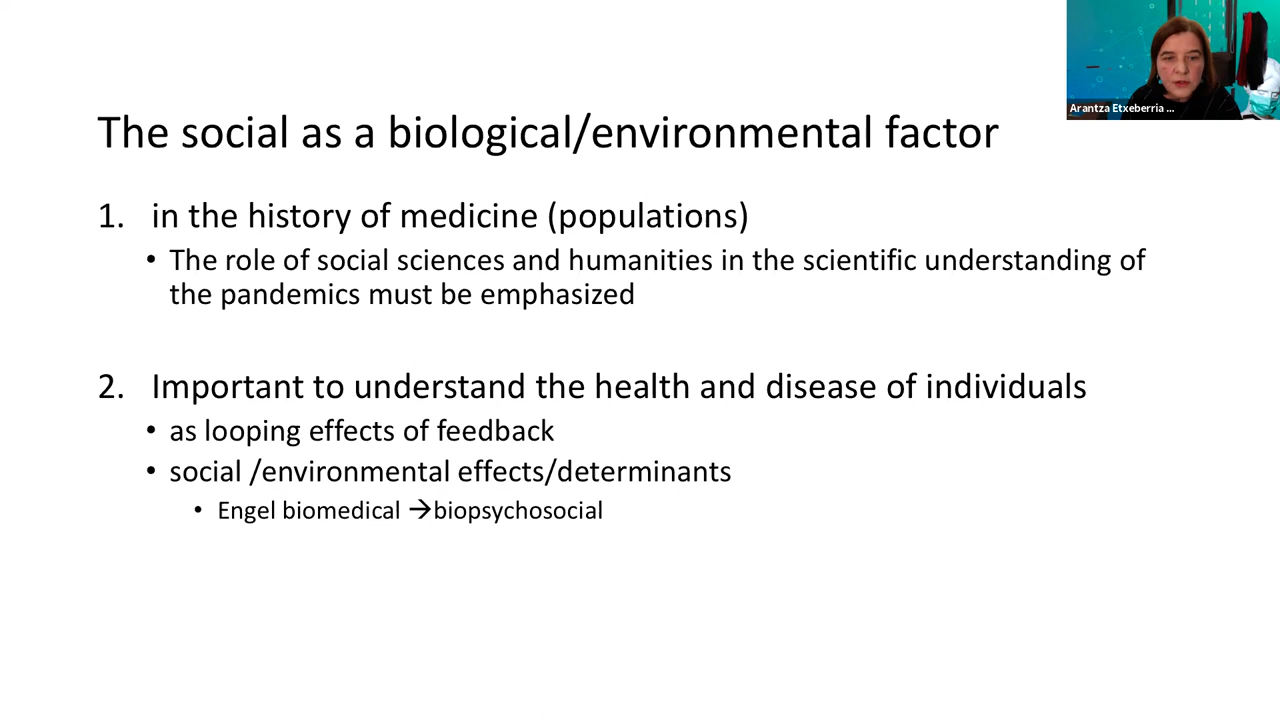 Arantza Etxeberria ...
The social as a biological/environmental factor
1. in the history of medicine (populations)
• The role of social sciences and humanities in the scientific understanding of
the pandemics must be emphasized
2. Important to understand the health and disease of individuals
• as looping effects of feedback
• social /environmental effects/determinants
• Engel biomedical →biopsychosocial